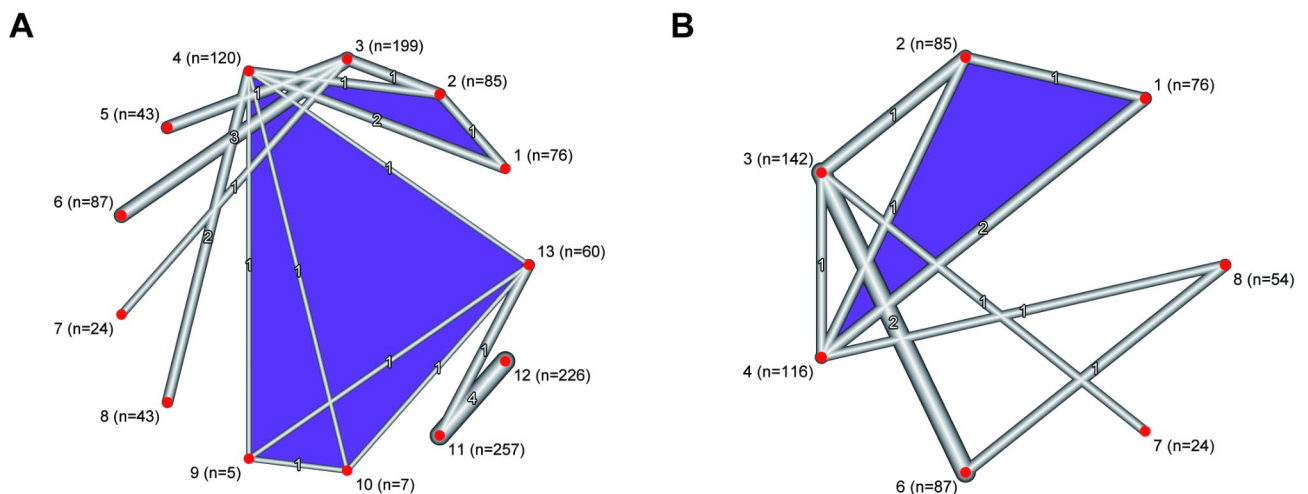 A
3 (n=199)
4 (n=120)
2 (n=85)
1
1
1
5 (n=43)
2
1
3
1 (n=76)
1
1
6 (n=87)
2
13 (n=60)
1
1
7 (n=24)
1
1
1
12 (n=226)
4
8 (n=43)
11 (n=257)
9 (n=5)
1
10 (n=7)
B
2 (n=85)
1
1 (n=76)
1
3 (n=142)
1
2
1
8 (n=54)
1
1
2
4 (n=116)
1
7 (n=24)
6 (n=87)